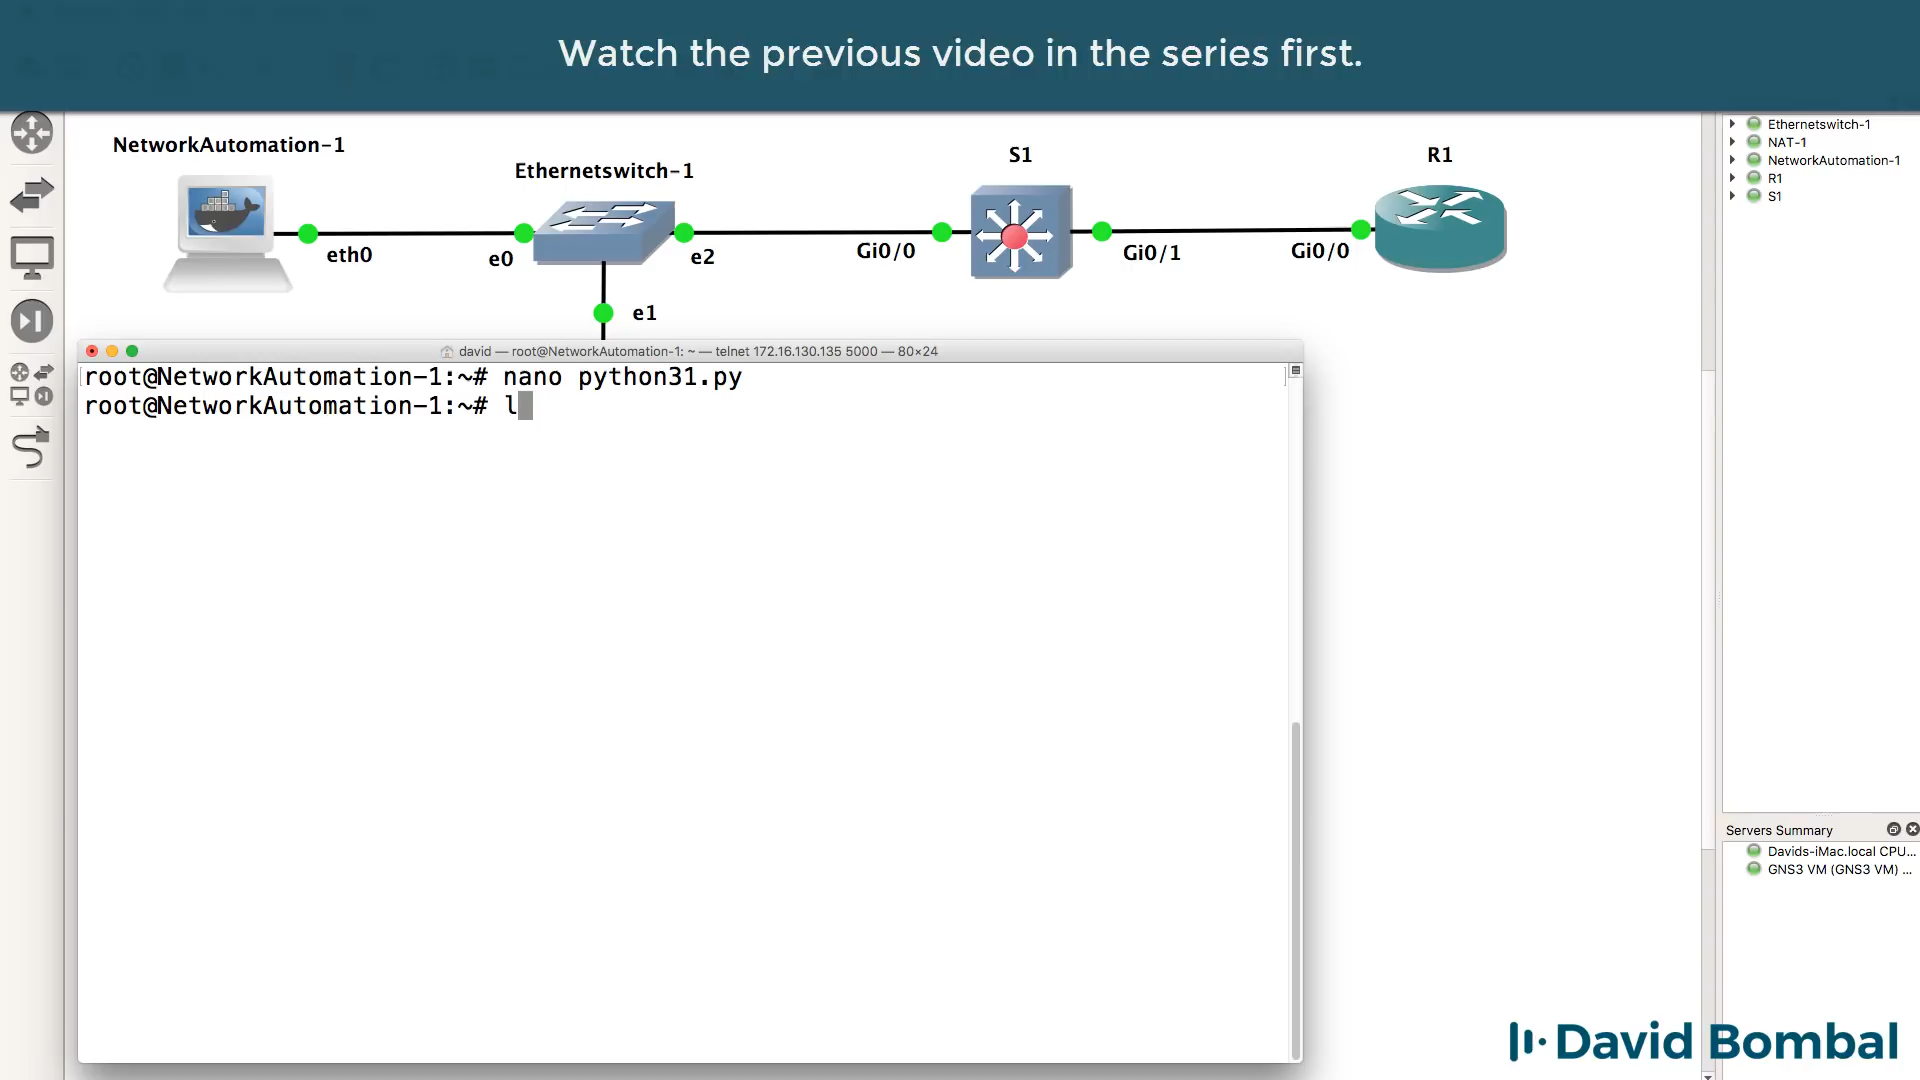 Watch the previous video in the series first.
NetworkAutomation-1
Ethernetswitch-1
S1
R1
eth0
e0
e2
Gi0/0
Gi0/1
Gi0/0
e1
Ethernetswitch-1
NAT-1
NetworkAutomation-1
R1
S1
david — root@NetworkAutomation-1: ~ — telnet 172.16.130.135 5000 — 80×24
root@NetworkAutomation-1:~# nano python31.py
root@NetworkAutomation-1:~# l
Servers Summary
Davids-iMac.local CPU...
GNS3 VM (GNS3 VM) ...
David Bombal